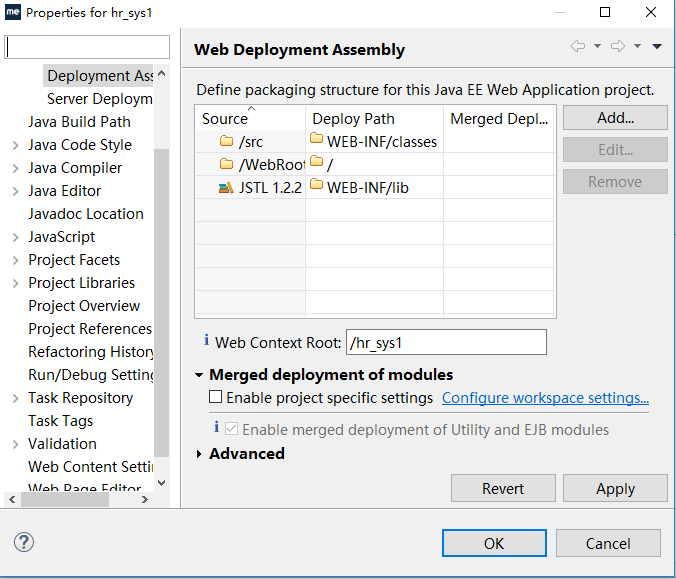 me Properties for hr_sys1
Web Deployment Assembly
Deployment Ass
Server Deploym
Java Build Path
Java Code Style
Java Compiler
Java Editor
Javadoc Location
JavaScript
Project Facets
Project Libraries
Project Overview
Project References
Refactoring History
Run/Debug Setting
Task Repository
Task Tags
Validation
Web Content Setti
Web Page Editor
Define packaging structure for this Java EE Web Application project.
Source Deploy Path Merged Depl...
/src WEB-INF/classes
/WebRoot /
JSTL 1.2.2 WEB-INF/lib
Add...
Edit...
Remove
Web Context Root: /hr_sys1
Merged deployment of modules
Enable project specific settings Configure workspace settings...
Enable merged deployment of Utility and EJB modules
Advanced
Revert Apply
OK Cancel